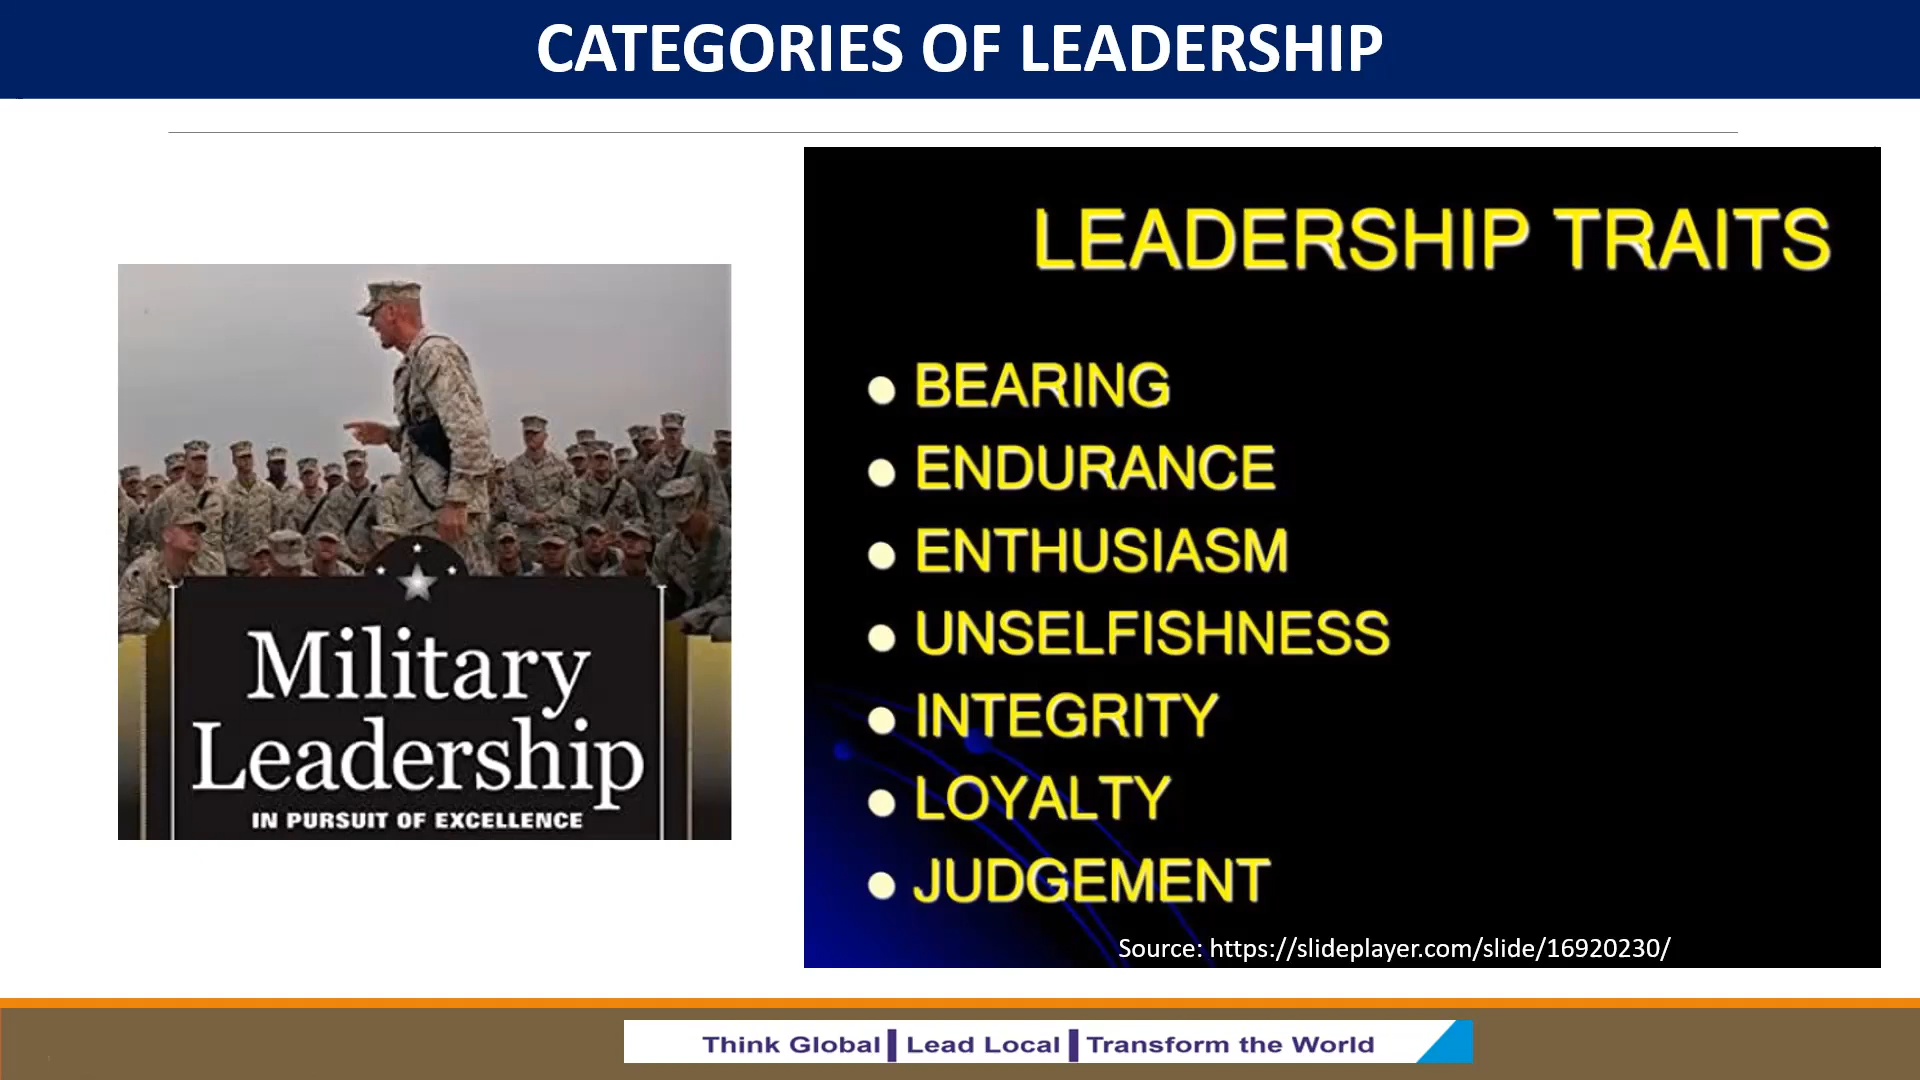 CATEGORIES OF LEADERSHIP
Military
Leadership
IN PURSUIT OF EXCELLENCE
LEADERSHIP TRAITS
• BEARING
• ENDURANCE
• ENTHUSIASM
• UNSELFISHNESS
• INTEGRITY
• LOYALTY
• JUDGEMENT
Source: https://slideplayer.com/slide/16920230/
Think Global | Lead Local | Transform the World